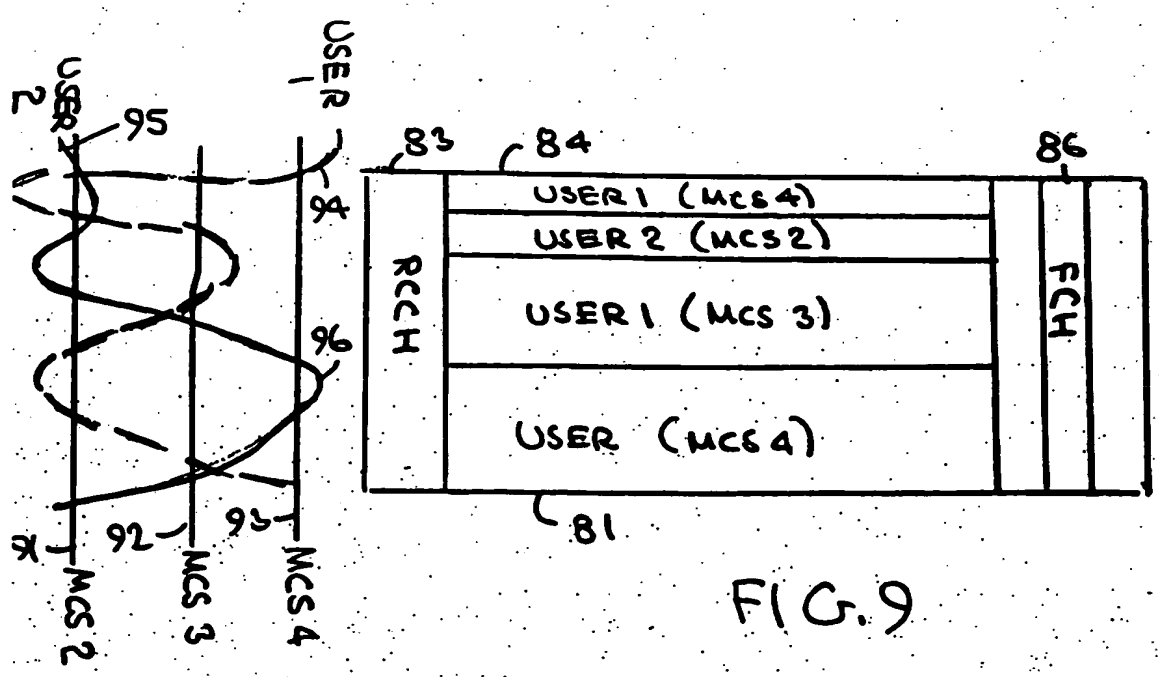 USER 1
USER 2
95
94
83
84
86
USER 1 (MCS 4)
USER 2 (MCS 2)
RCCH
USER 1 (MCS 3)
FCH
96
USER (MCS 4)
92
93
81
MCS 2
MCS 3
MCS 4
FIG. 9